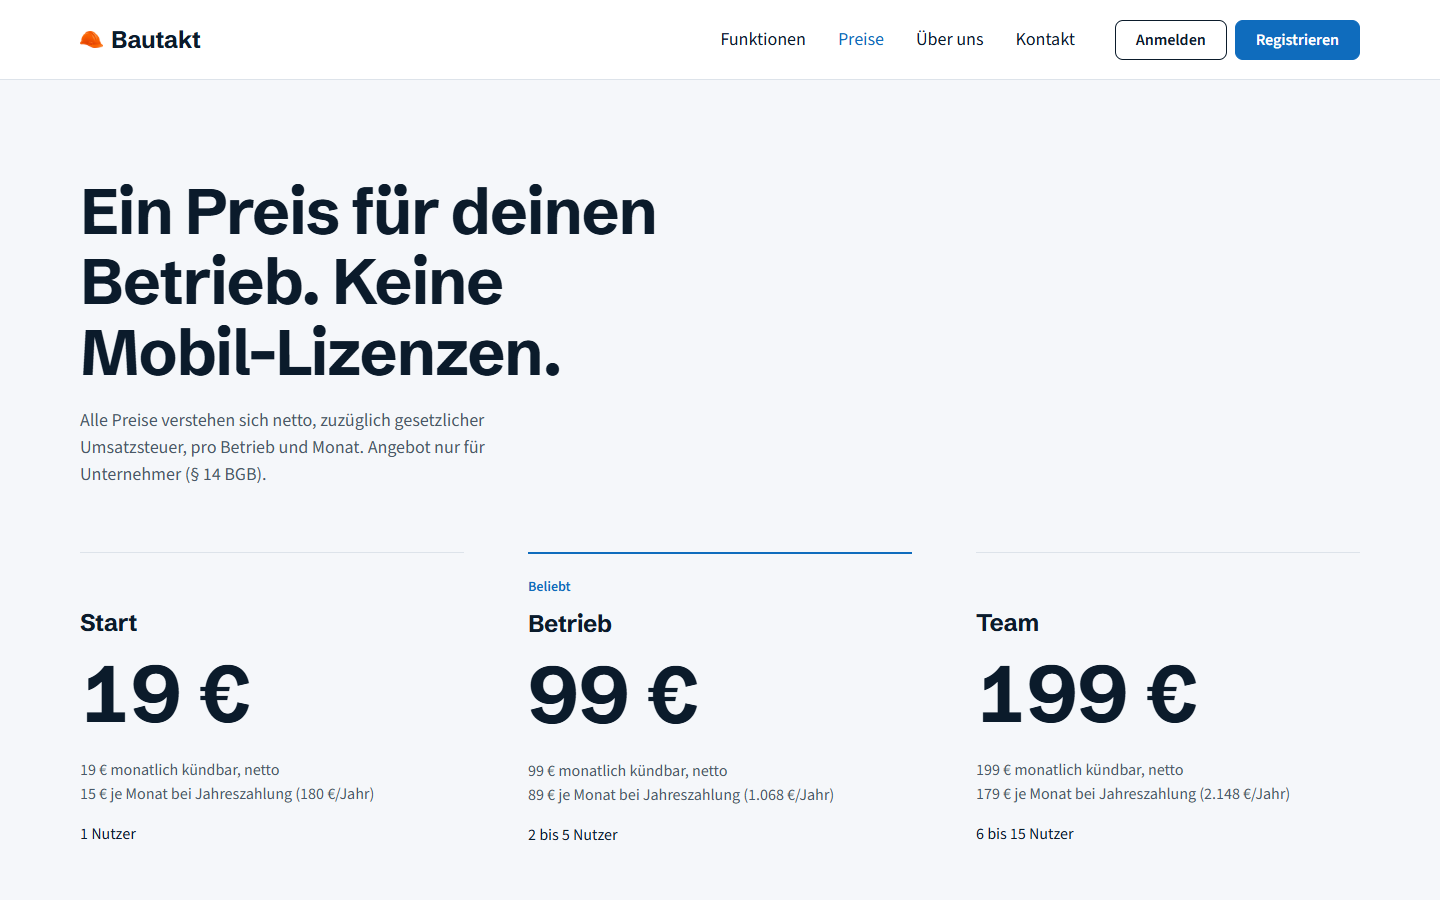 Bautakt
Funktionen
Preise
Über uns
Kontakt
Anmelden
Registrieren
Ein Preis für deinen
Betrieb. Keine
Mobil-Lizenzen.
Alle Preise verstehen sich netto, zuzüglich gesetzlicher
Umsatzsteuer, pro Betrieb und Monat. Angebot nur für
Unternehmer (§ 14 BGB).
Start
19 €
19 € monatlich kündbar, netto
15 € je Monat bei Jahreszahlung (180 €/Jahr)
1 Nutzer
Beliebt
Betrieb
99 €
99 € monatlich kündbar, netto
89 € je Monat bei Jahreszahlung (1.068 €/Jahr)
2 bis 5 Nutzer
Team
199 €
199 € monatlich kündbar, netto
179 € je Monat bei Jahreszahlung (2.148 €/Jahr)
6 bis 15 Nutzer